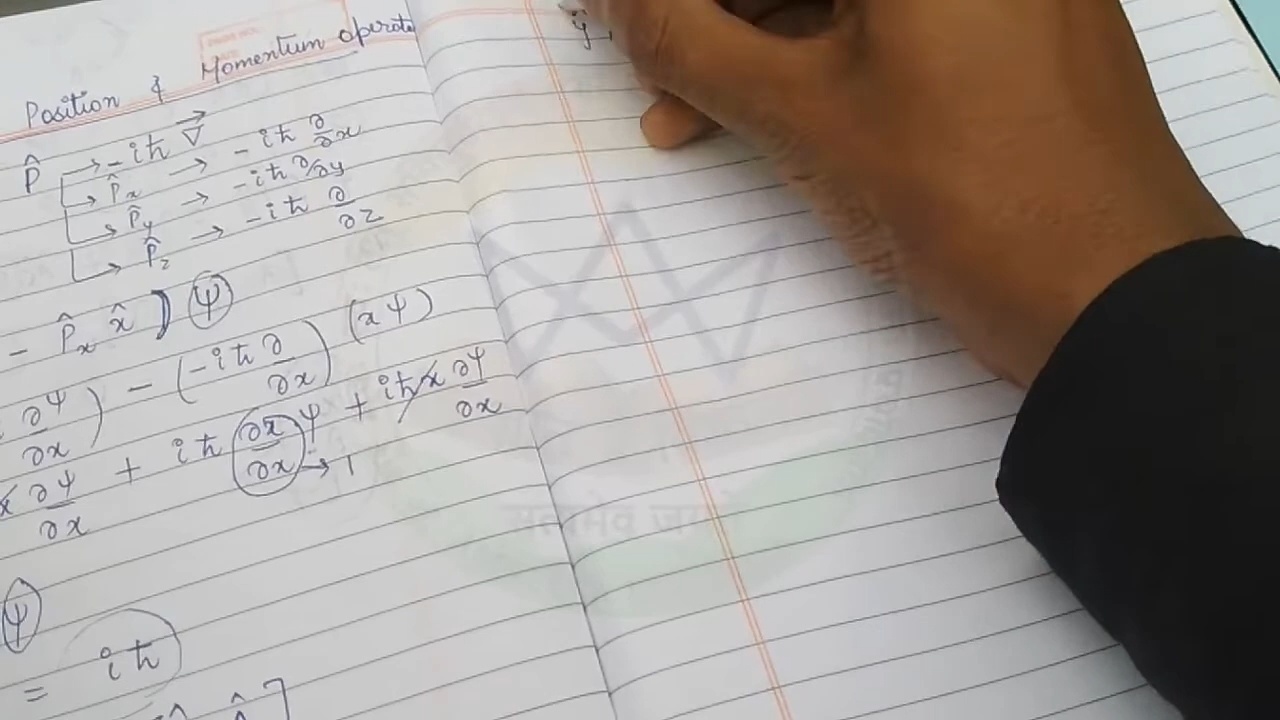 Position & Momentum operato
P̂ → -iħ ∇⃗
↳ P̂x → -iħ ∂/∂x
↳ P̂y → -iħ ∂/∂y
↳ P̂z → -iħ ∂/∂z
- P̂x x̂ ) ψ
∂ψ/∂x ) - (-iħ ∂/∂x) (xψ)
x ∂ψ/∂x + iħ (∂x/∂x) ψ + iħ x ∂ψ/∂x
→ 1
ψ
= iħ
ŷ,